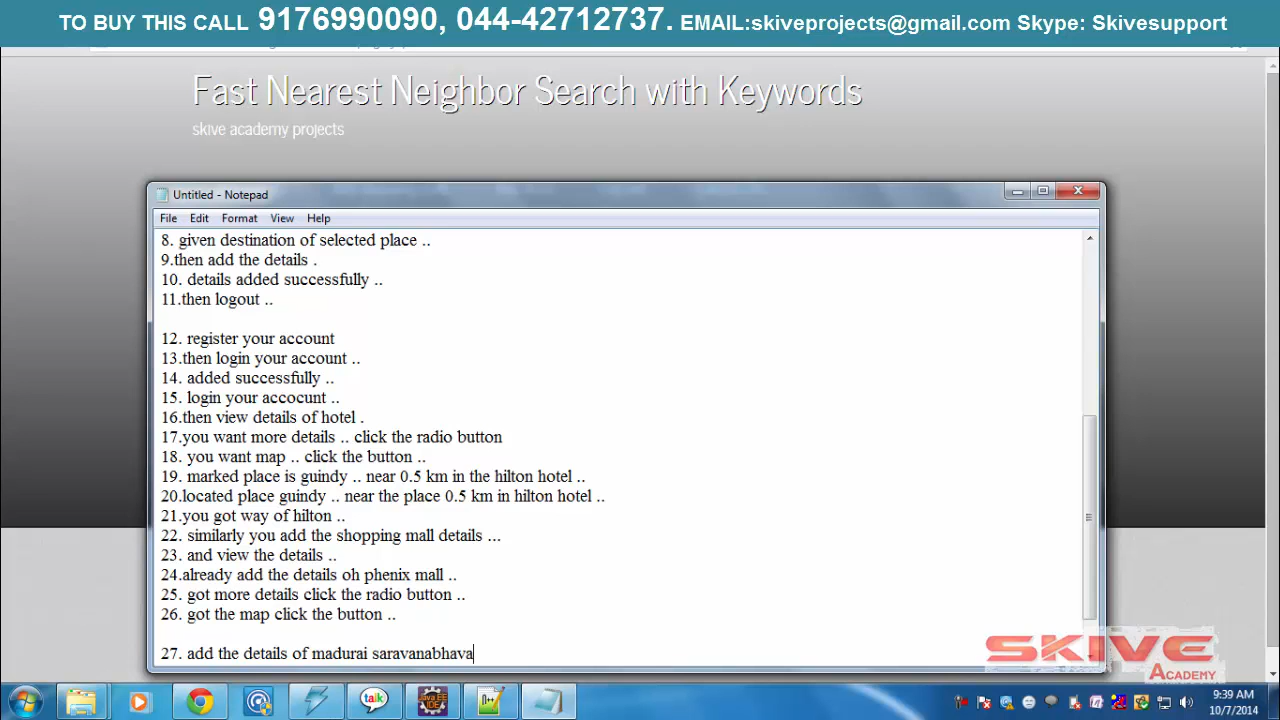 TO BUY THIS CALL 9176990090, 044-42712737. EMAIL:skiveprojects@gmail.com Skype: Skivesupport
Fast Nearest Neighbor Search with Keywords
skive academy projects
Untitled - Notepad
File Edit Format View Help
8. given destination of selected place ..
9.then add the details .
10. details added successfully ..
11.then logout ..
12. register your account
13.then login your account ..
14. added successfully ..
15. login your accocunt ..
16.then view details of hotel .
17.you want more details .. click the radio button
18. you want map .. click the button ..
19. marked place is guindy .. near 0.5 km in the hilton hotel ..
20.located place guindy .. near the place 0.5 km in hilton hotel ..
21.you got way of hilton ..
22. similarly you add the shopping mall details ...
23. and view the details ..
24.already add the details oh phenix mall ..
25. got more details click the radio button ..
26. got the map click the button ..
27. add the details of madurai saravanabhava
SKIVE
ACADEMY
talk
Java EE
IDE
N++
9:39 AM
10/7/2014